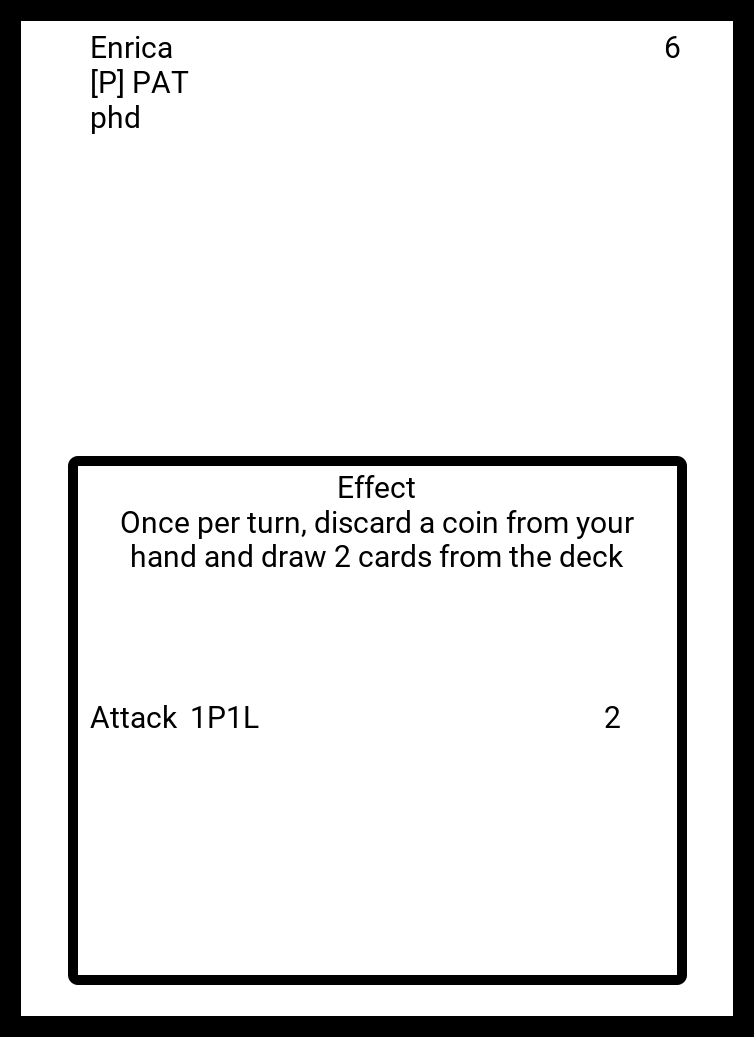 Enrica 6
[P] PAT
phd
Effect
Once per turn, discard a coin from your
hand and draw 2 cards from the deck
Attack 1P1L 2